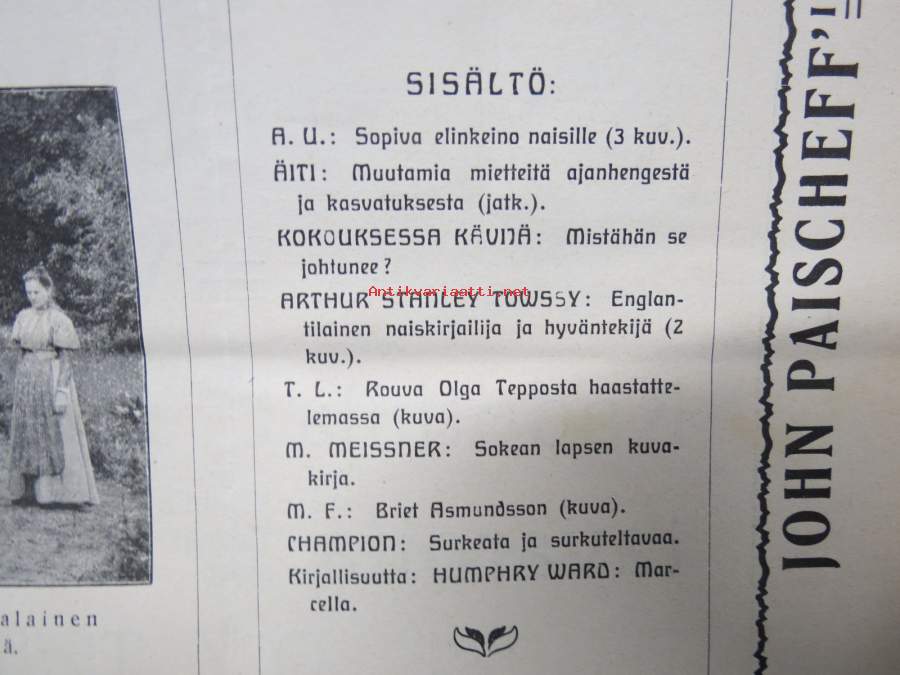 SISÄLTÖ:
A. U.: Sopiva elinkeino naisille (3 kuv.).
ÄITI: Muutamia mietteitä ajanhengestä
ja kasvatuksesta (jatk.).
KOKOUKSESSA KÄVIJÄ: Mistähän se
johtunee?
Antikvariaatti.net
ARTHUR STANLEY TOWSSY: Englan-
tilainen naiskirjailija ja hyväntekijä (2
kuv.).
T. L.: Rouva Olga Tepposta haastatte-
lemassa (kuva).
M. MEISSNER: Sokean lapsen kuva-
kirja.
M. F.: Briet Asmundsson (kuva).
CHAMPION: Surkeata ja surkuteltavaa.
Kirjallisuutta: HUMPHRY WARD: Mar-
cella.
alainen
ä.
JOHN PAISCHEFF'